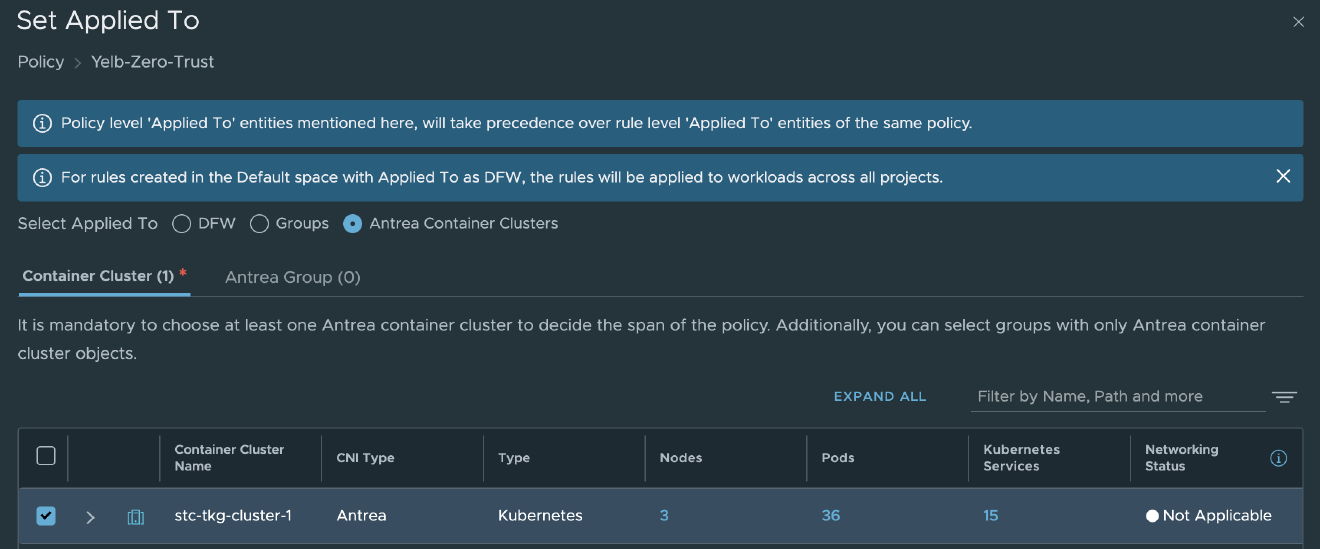 Set Applied To
Policy > Yelb-Zero-Trust
Policy level 'Applied To' entities mentioned here, will take precedence over rule level 'Applied To' entities of the same policy.
For rules created in the Default space with Applied To as DFW, the rules will be applied to workloads across all projects.
Select Applied To DFW Groups Antrea Container Clusters
Container Cluster (1) * Antrea Group (0)
It is mandatory to choose at least one Antrea container cluster to decide the span of the policy. Additionally, you can select groups with only Antrea container
cluster objects.
EXPAND ALL Filter by Name, Path and more
Container Cluster Name CNI Type Type Nodes Pods Kubernetes Services Networking Status
stc-tkg-cluster-1 Antrea Kubernetes 3 36 15 Not Applicable